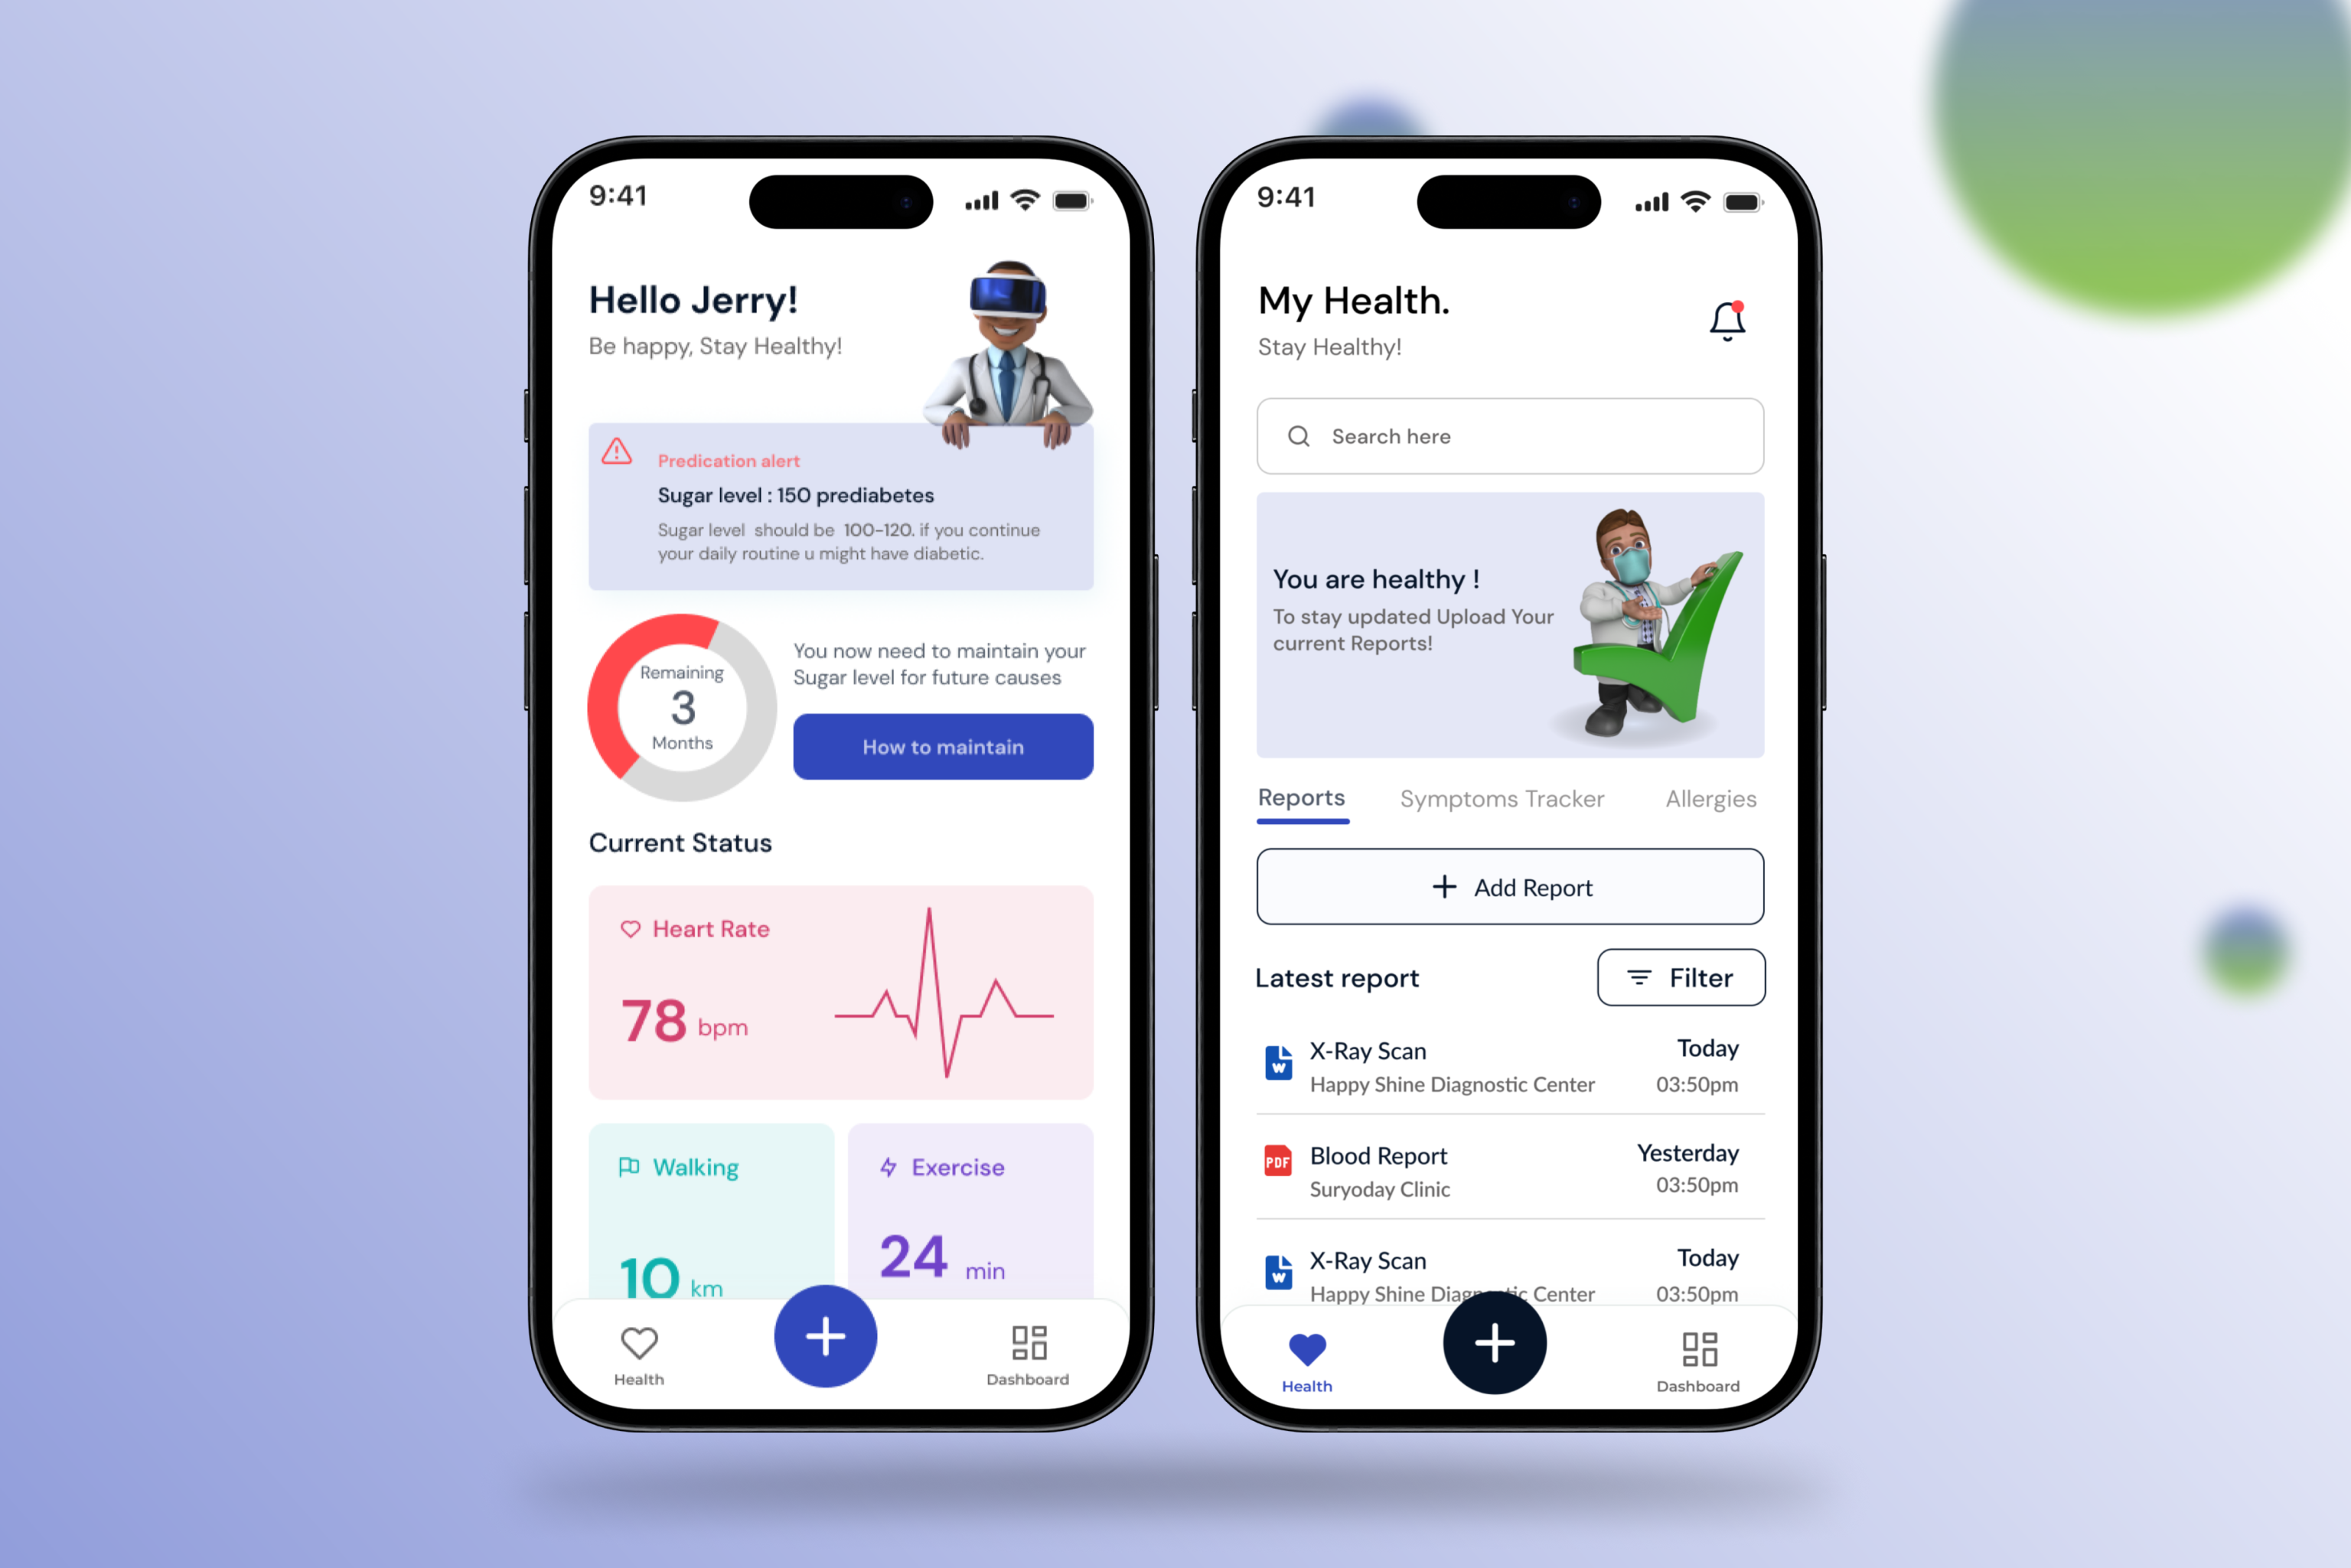 9:41
Hello Jerry!
Be happy, Stay Healthy!
Predication alert
Sugar level : 150 prediabetes
Sugar level should be 100-120. if you continue
your daily routine u might have diabetic.
Remaining
3
Months
You now need to maintain your
Sugar level for future causes
How to maintain
Current Status
Heart Rate
78 bpm
Walking
10 km
Exercise
24 min
Health
Dashboard
9:41
My Health.
Stay Healthy!
Search here
You are healthy !
To stay updated Upload Your
current Reports!
Reports Symptoms Tracker Allergies
Add Report
Latest report
Filter
W
X-Ray Scan Today
Happy Shine Diagnostic Center 03:50pm
PDF
Blood Report Yesterday
Suryoday Clinic 03:50pm
W
X-Ray Scan Today
Happy Shine Diagnostic Center 03:50pm
Health
Dashboard